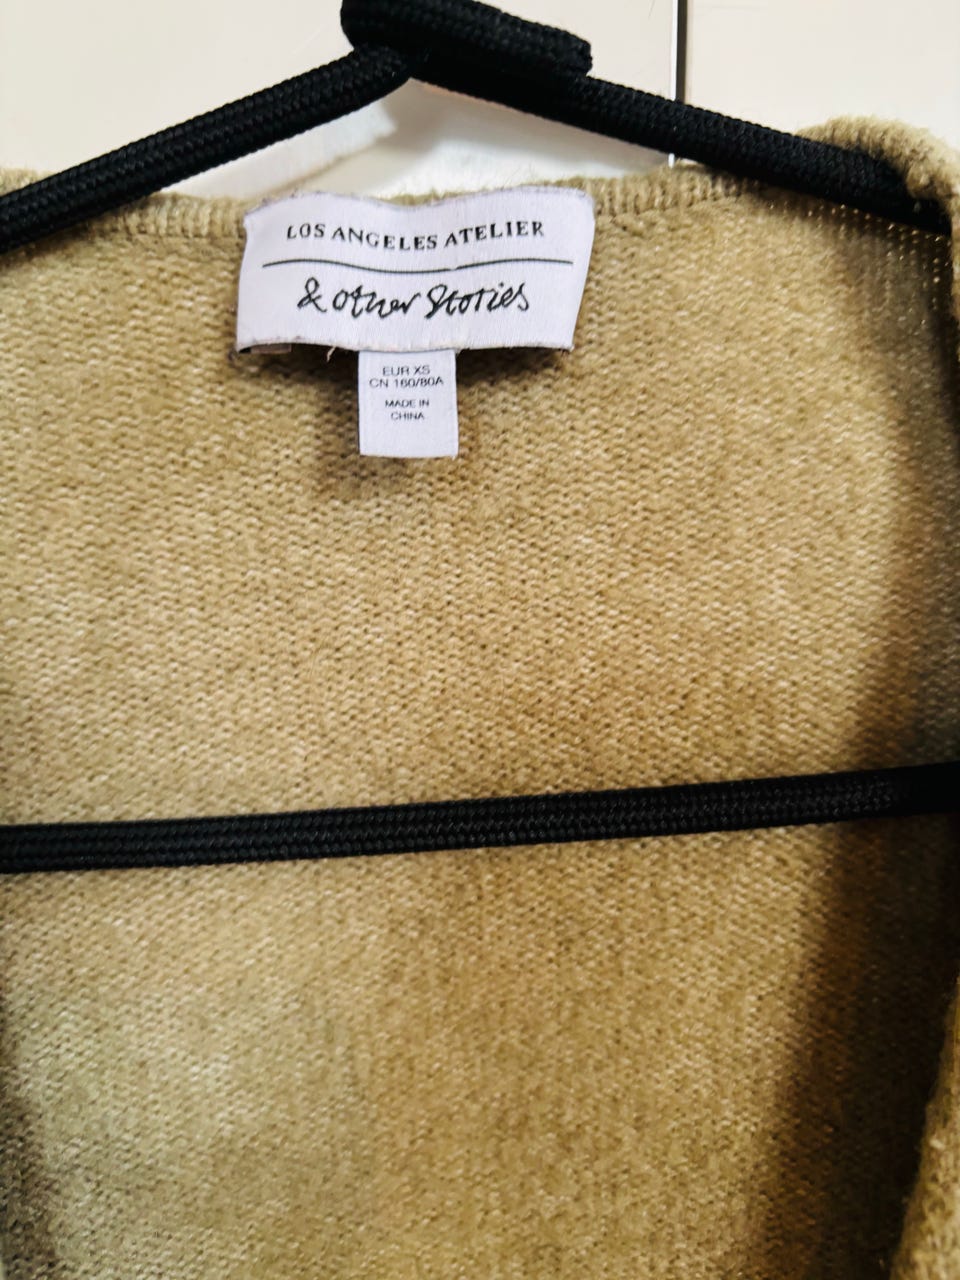 LOS ANGELES ATELIER
& Other Stories
EUR XS
CN 160/80A
MADE IN
CHINA